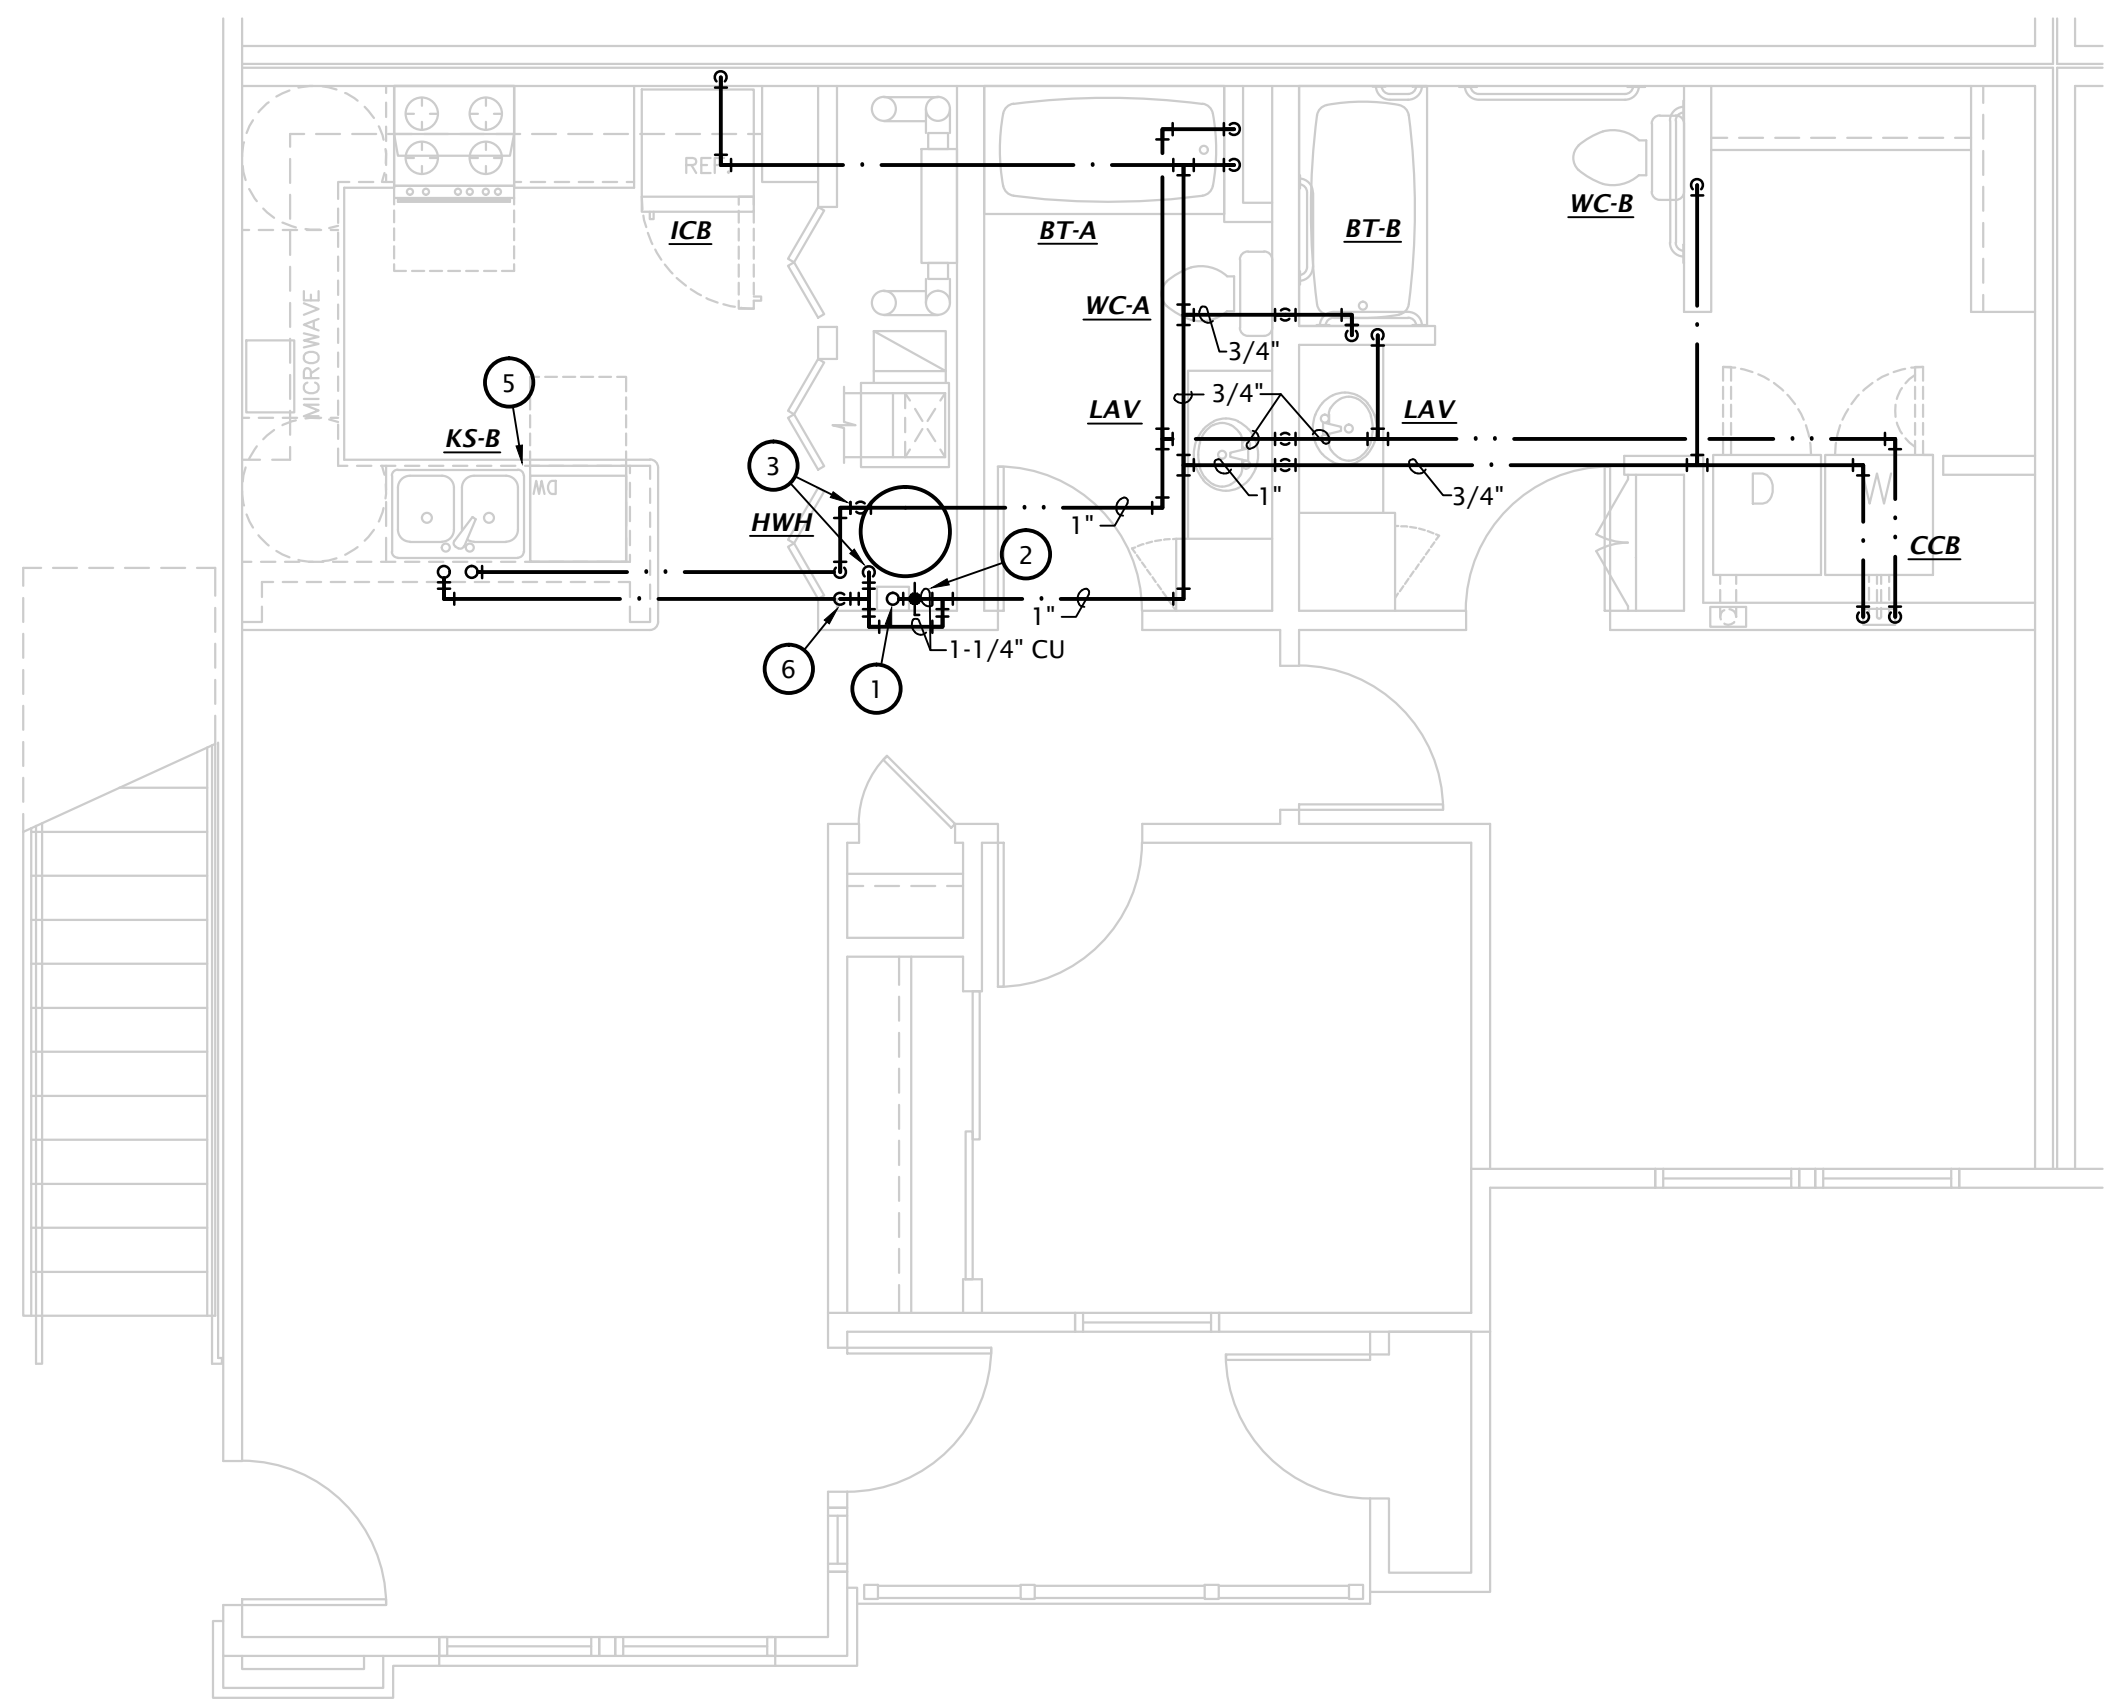 REF.
ICB
BT-A
BT-B
WC-B
WC-A
MICROWAVE
3/4"
5
3/4"
LAV
LAV
KS-B
3
DW
D
W
1"
3/4"
HWH
1"
2
CCB
1"
1-1/4" CU
6
1